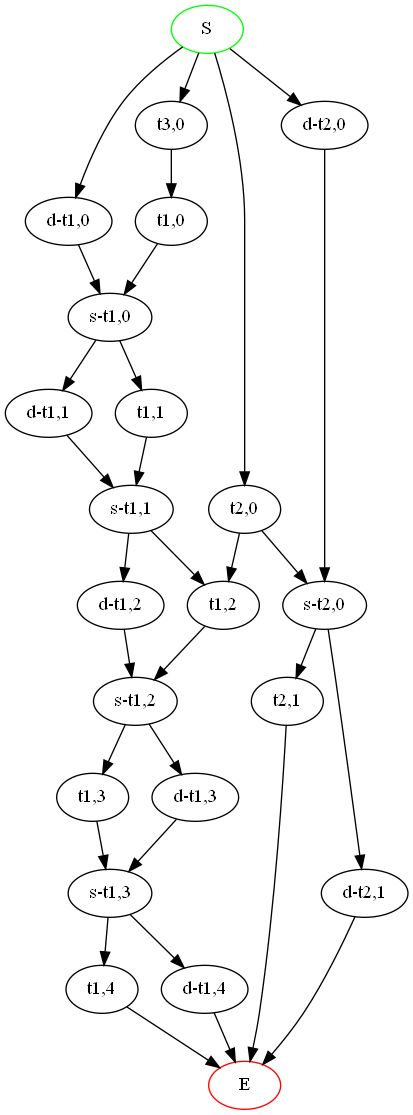 S
t3,0
d-t2,0
d-t1,0
t1,0
s-t1,0
d-t1,1
t1,1
s-t1,1
t2,0
d-t1,2
t1,2
s-t2,0
s-t1,2
t2,1
t1,3
d-t1,3
s-t1,3
d-t2,1
t1,4
d-t1,4
E